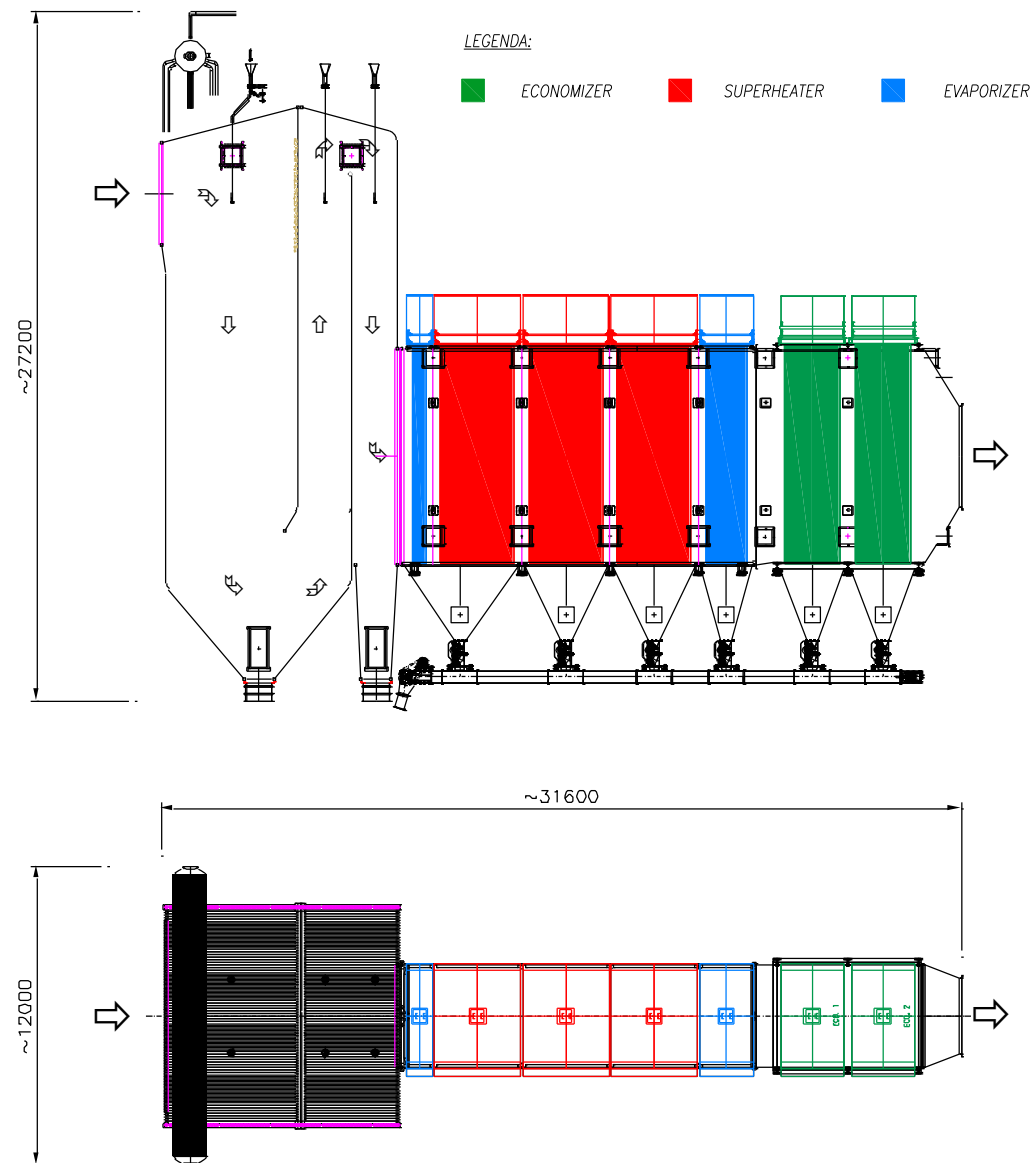 LEGENDA:
ECONOMIZER
SUPERHEATER
EVAPORIZER
~27200
~31600
~12000
ECO. 1
ECO. 2